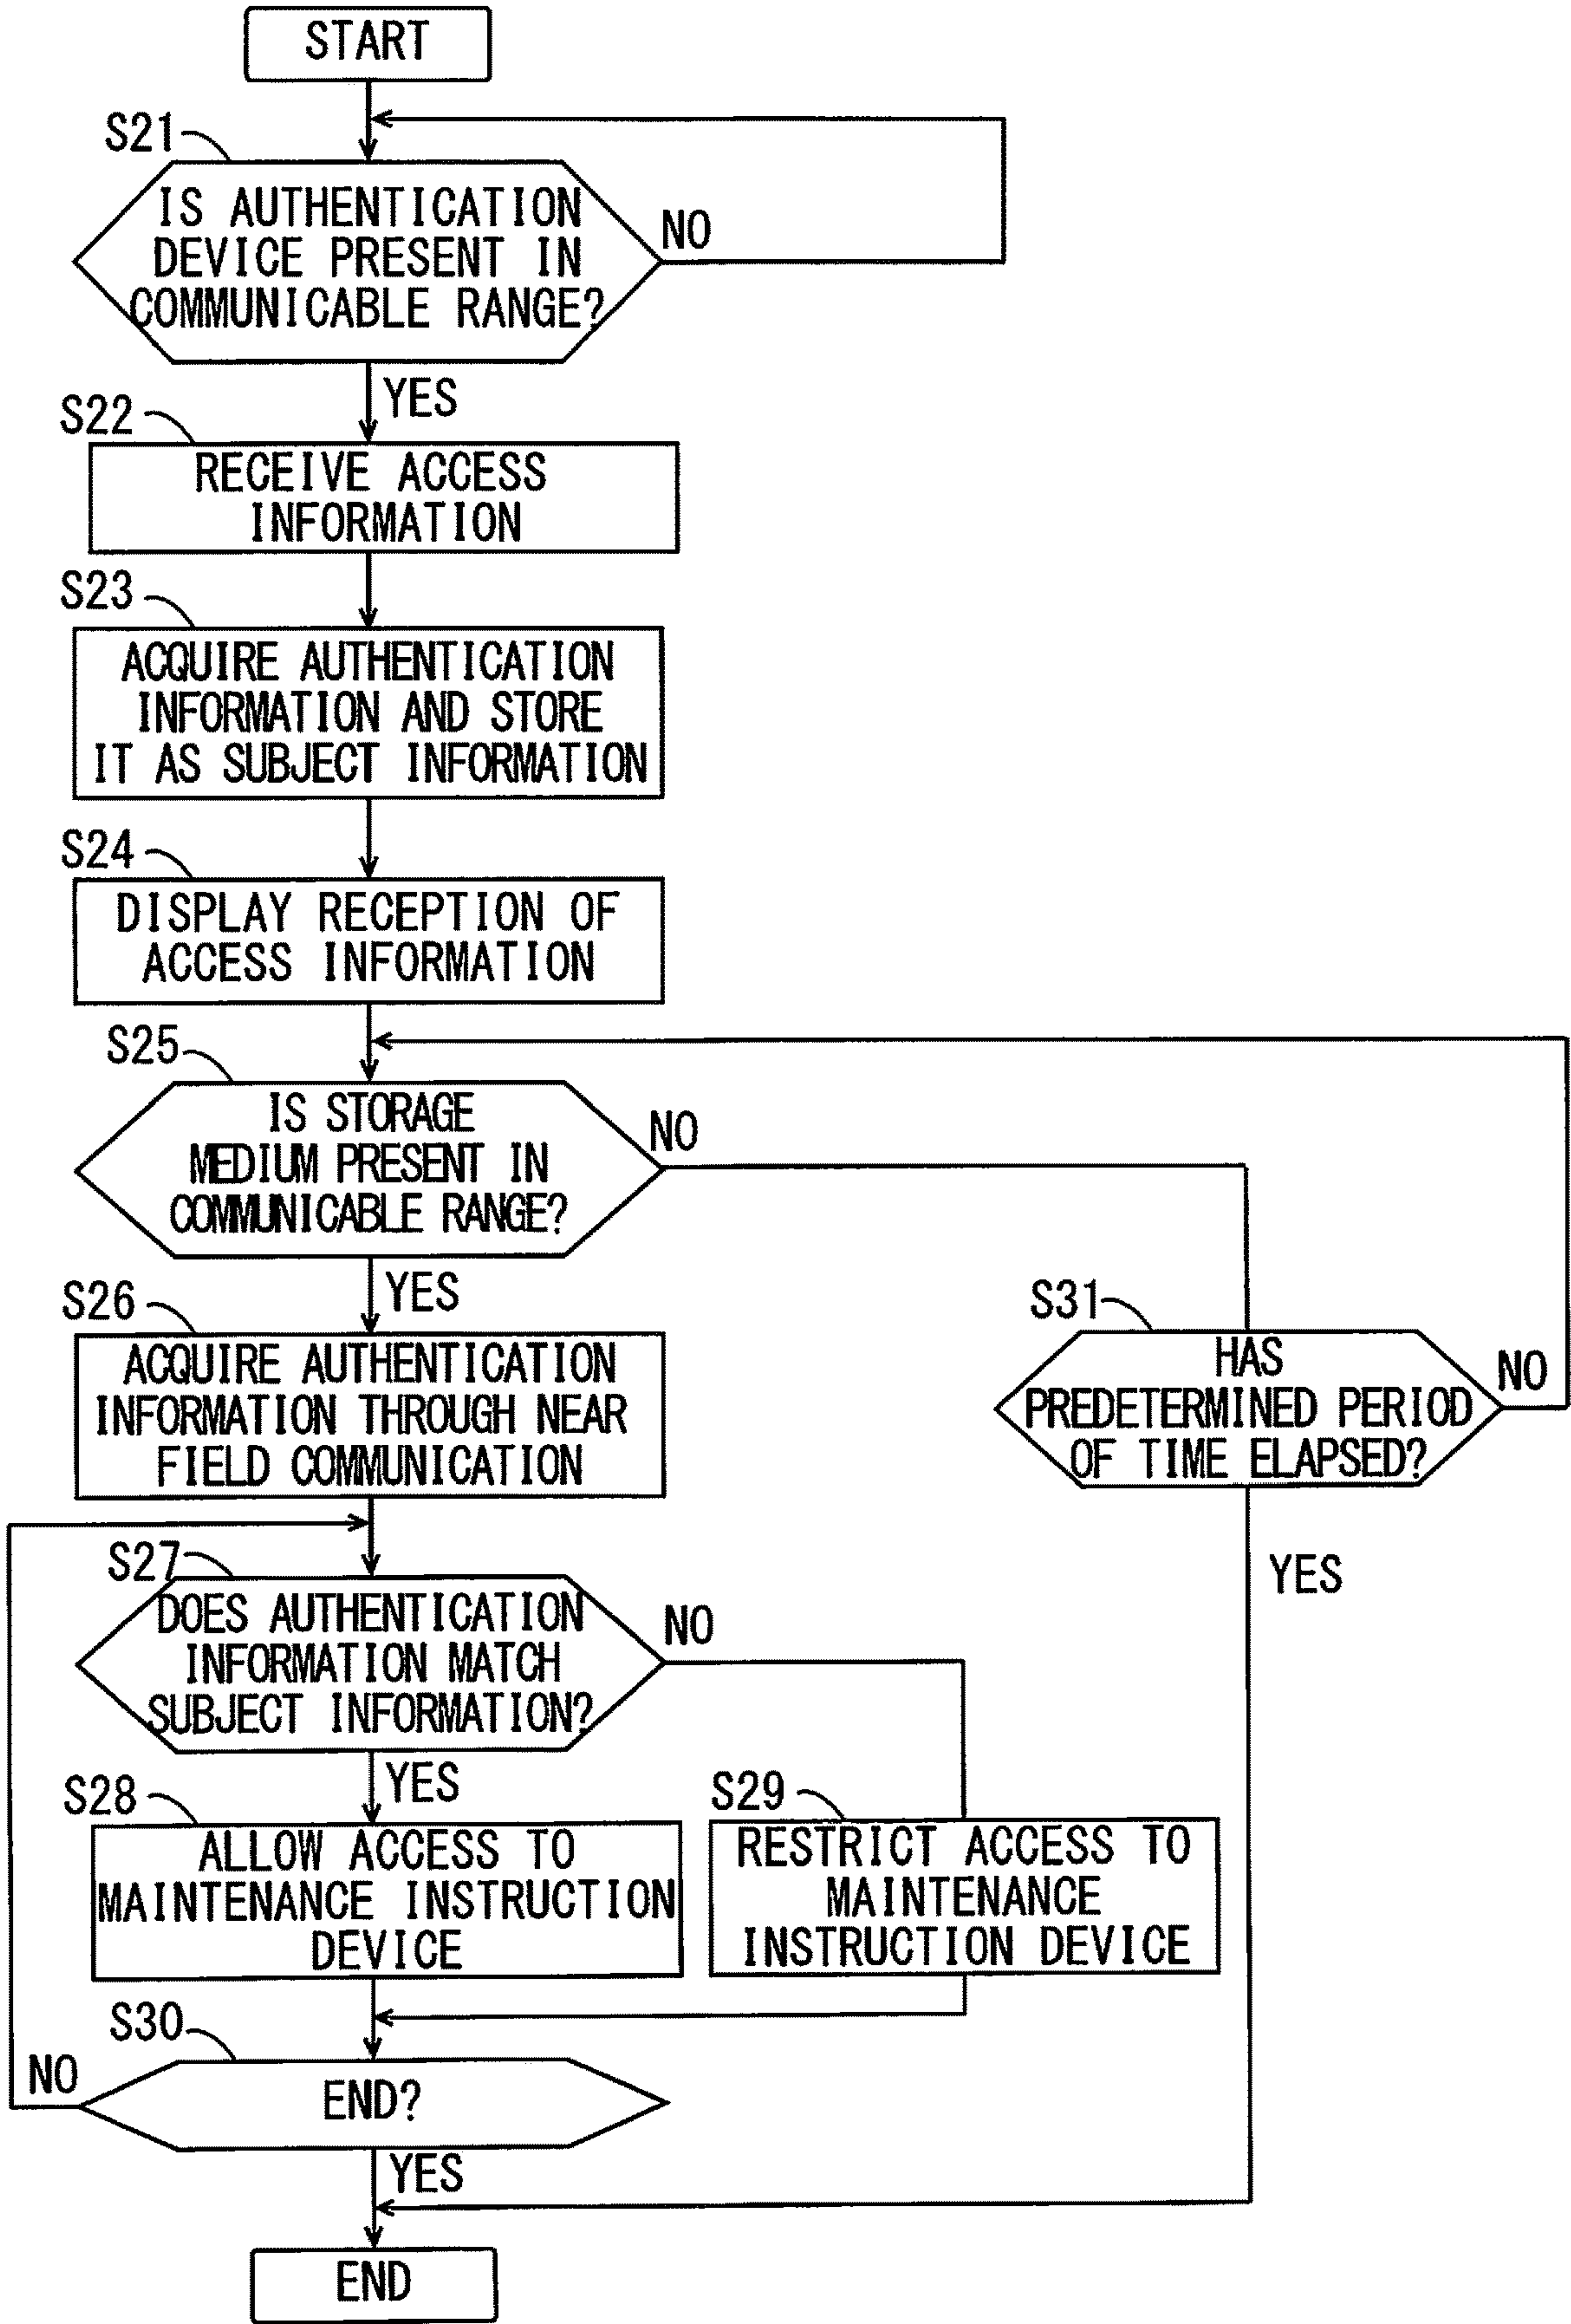 START
S21
IS AUTHENTICATION
DEVICE PRESENT IN
COMMUNICABLE RANGE?
NO
YES
S22
RECEIVE ACCESS
INFORMATION
S23
ACQUIRE AUTHENTICATION
INFORMATION AND STORE
IT AS SUBJECT INFORMATION
S24
DISPLAY RECEPTION OF
ACCESS INFORMATION
S25
IS STORAGE
MEDIUM PRESENT IN
COMMUNICABLE RANGE?
NO
YES
S26
ACQUIRE AUTHENTICATION
INFORMATION THROUGH NEAR
FIELD COMMUNICATION
S31
HAS
PREDETERMINED PERIOD
OF TIME ELAPSED?
NO
YES
S27
DOES AUTHENTICATION
INFORMATION MATCH
SUBJECT INFORMATION?
NO
YES
S28
ALLOW ACCESS TO
MAINTENANCE INSTRUCTION
DEVICE
S29
RESTRICT ACCESS TO
MAINTENANCE
INSTRUCTION DEVICE
S30
END?
NO
YES
END